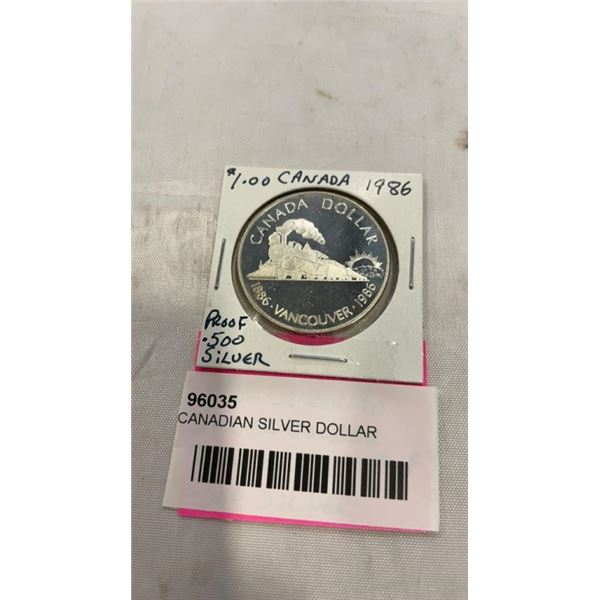 $1.00 CANADA 1986
CANADA DOLLAR
1886 · VANCOUVER · 1986
PROOF
.500
SILVER
96035
CANADIAN SILVER DOLLAR